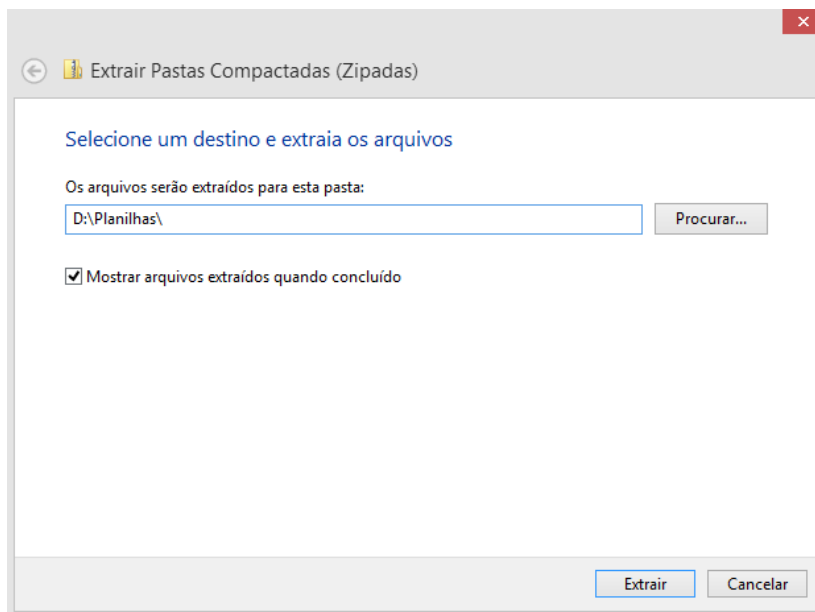 Extrair Pastas Compactadas (Zipadas)
Selecione um destino e extraia os arquivos
Os arquivos serão extraídos para esta pasta:
D:\Planilhas\
Procurar...
Mostrar arquivos extraídos quando concluído
Extrair
Cancelar